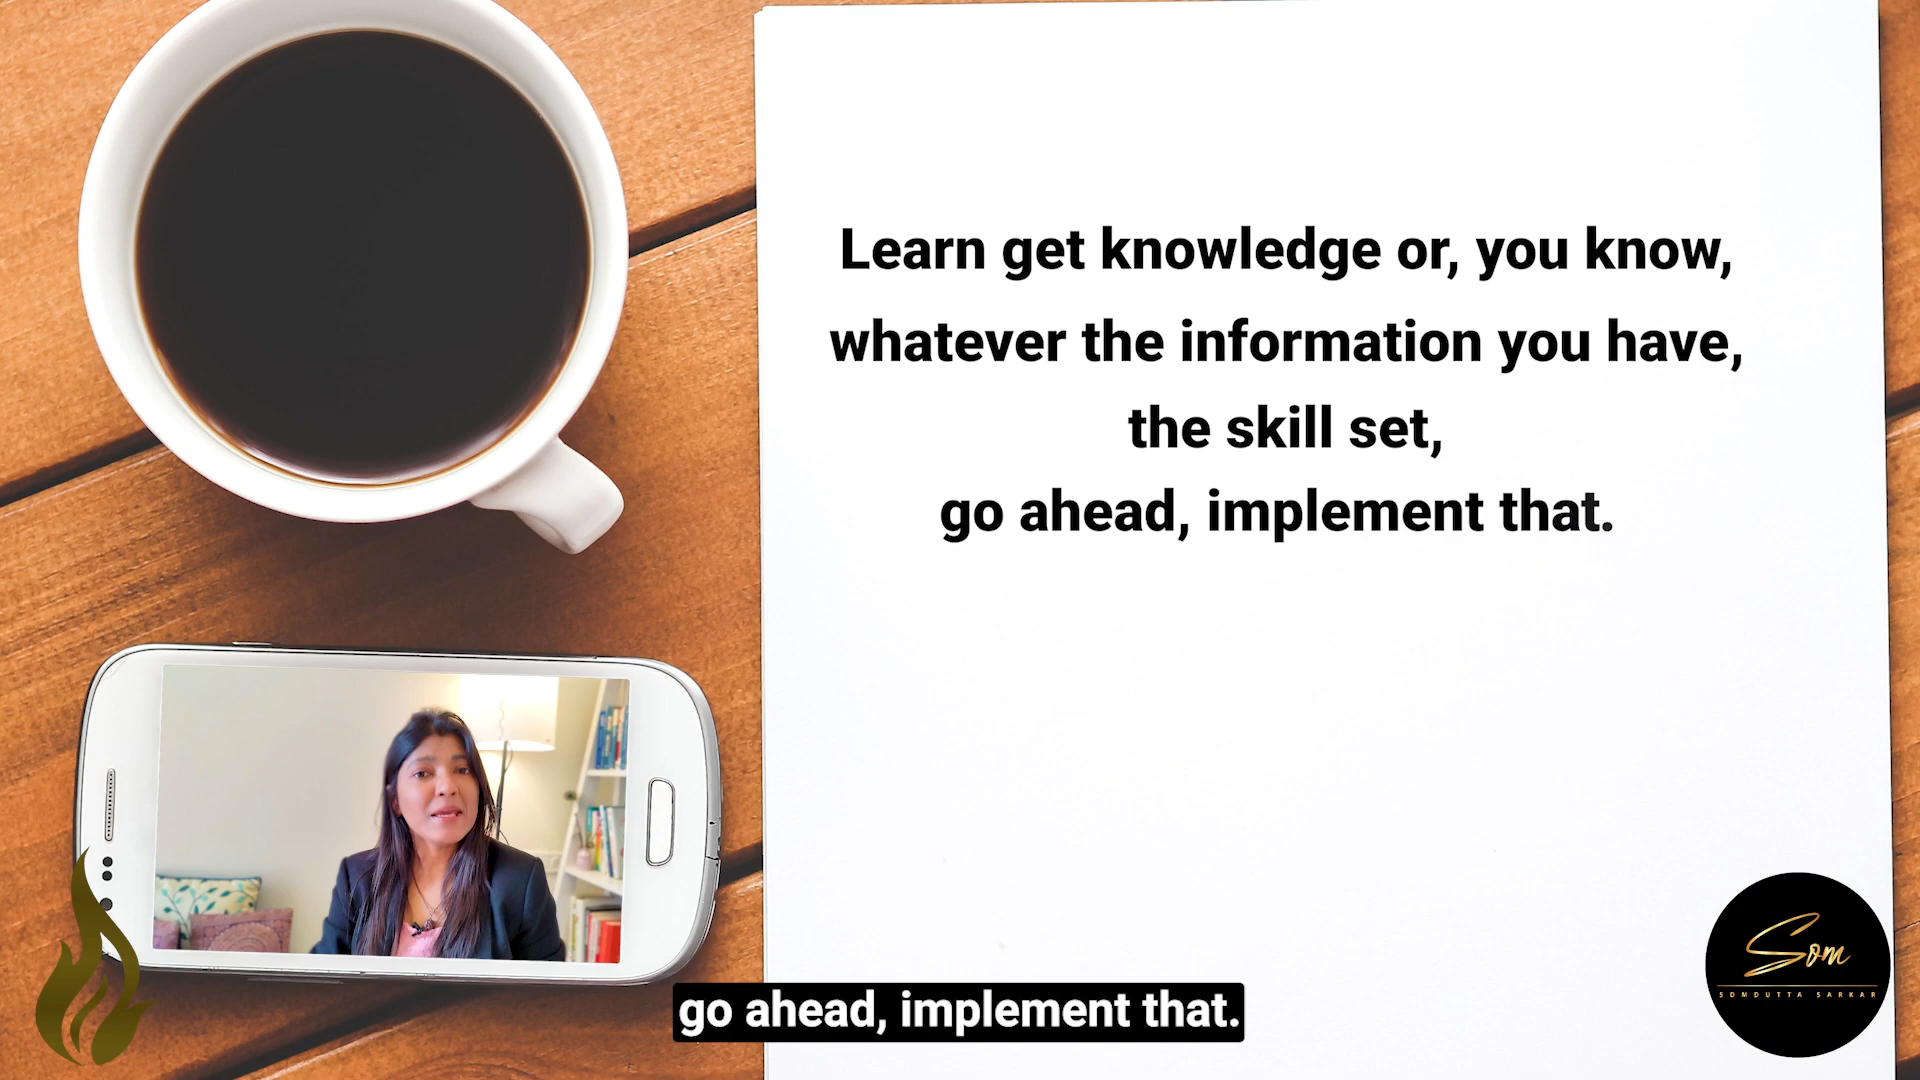 Learn get knowledge or, you know,
whatever the information you have,
the skill set,
go ahead, implement that.
go ahead, implement that.
Som
SOMDUTTA SARKAR